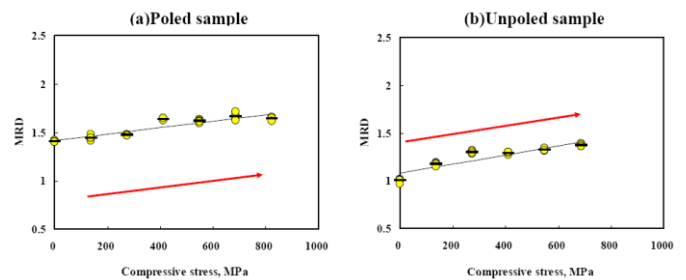 (a)Poled sample
2.5
2
1.5
1
0.5
MRD
0 200 400 600 800 1000
Compressive stress, MPa
(b)Unpoled sample
2.5
2
1.5
1
0.5
MRD
0 200 400 600 800 1000
Compressive stress, MPa